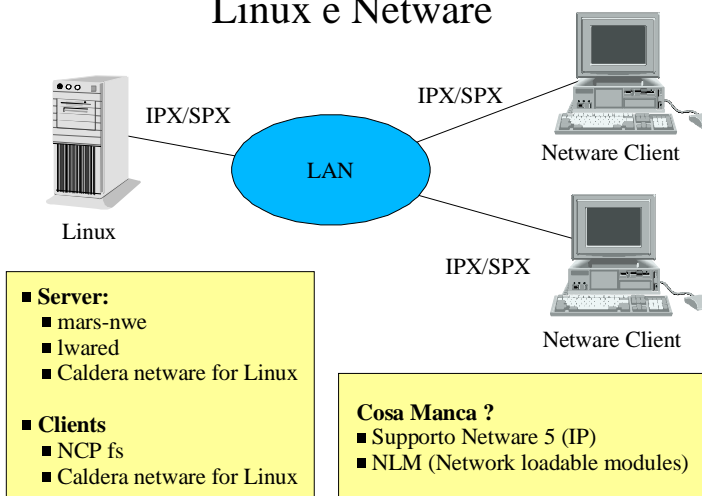 Linux e Netware
IPX/SPX
IPX/SPX
Netware Client
LAN
Linux
IPX/SPX
Netware Client
Server:
mars-nwe
lwared
Caldera netware for Linux
Clients
NCP fs
Caldera netware for Linux
Cosa Manca ?
Supporto Netware 5 (IP)
NLM (Network loadable modules)